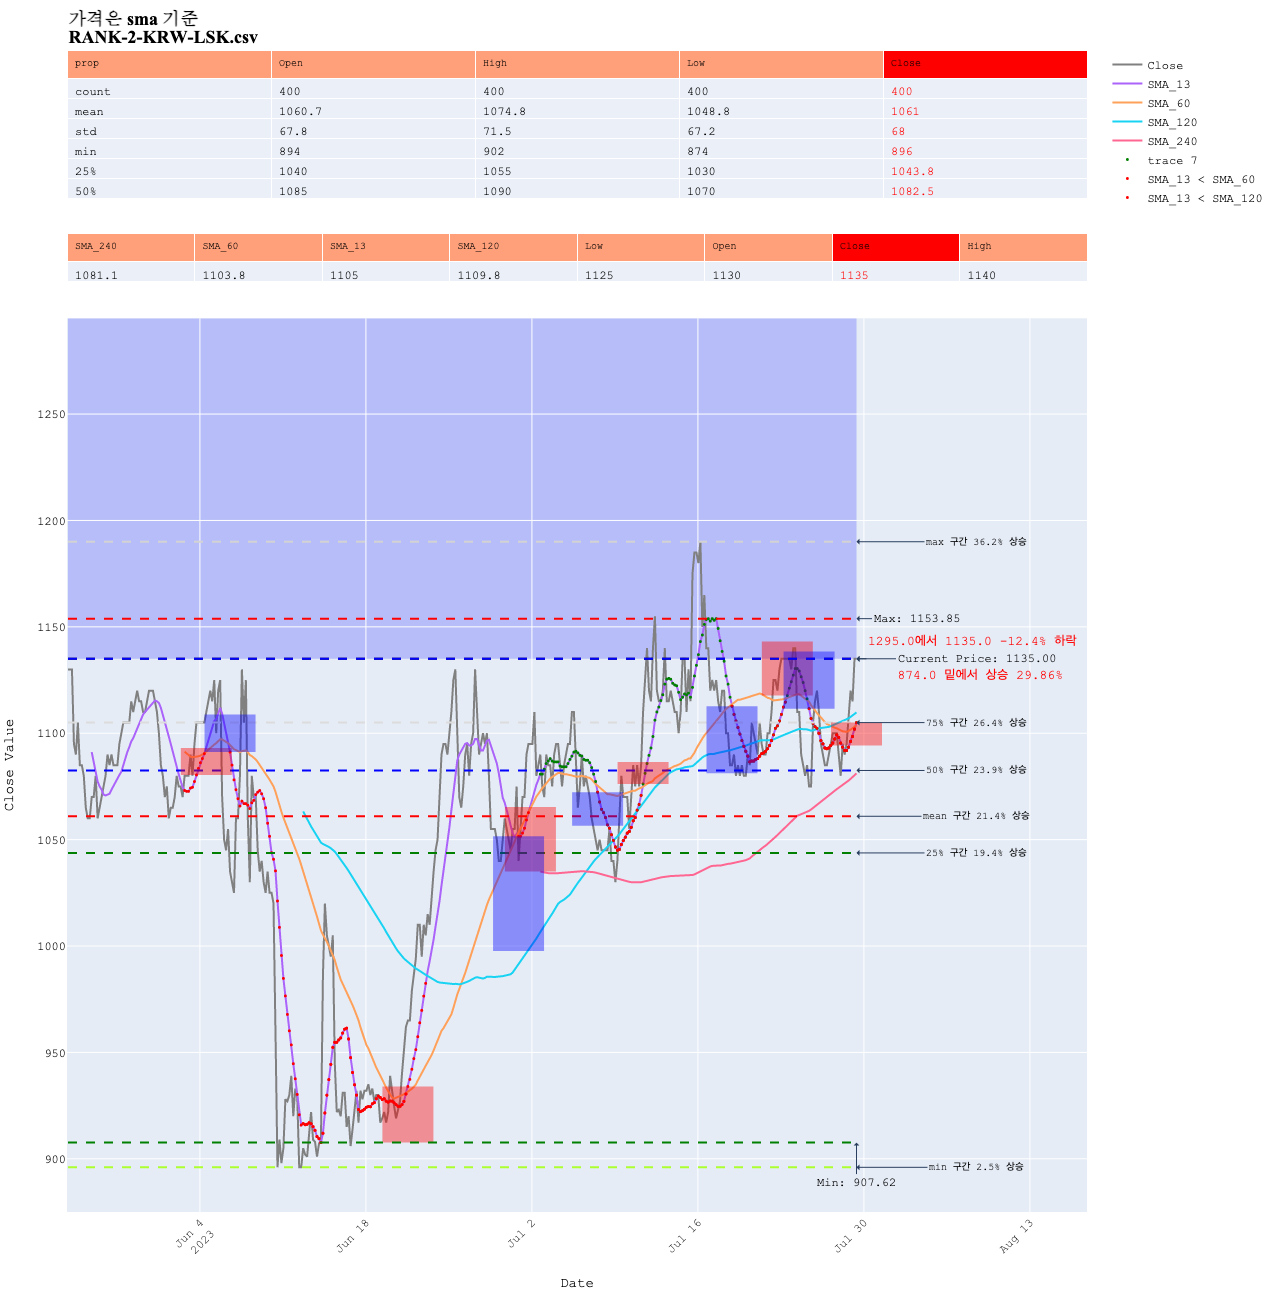 가격은 sma 기준
RANK-2-KRW-LSK.csv
prop Open High Low Close
count 400 400 400 400
mean 1060.7 1074.8 1048.8 1061
std 67.8 71.5 67.2 68
min 894 902 874 896
25% 1040 1055 1030 1043.8
50% 1085 1090 1070 1082.5
SMA_240 SMA_60 SMA_13 SMA_120 Low Open Close High
1081.1 1103.8 1105 1109.8 1125 1130 1135 1140
Close
SMA_13
SMA_60
SMA_120
SMA_240
trace 7
SMA_13 < SMA_60
SMA_13 < SMA_120
1250
1200
1150
1100
1050
1000
950
900
Close Value
max 구간 36.2% 상승
Max: 1153.85
1295.0에서 1135.0 -12.4% 하락
Current Price: 1135.00
874.0 밑에서 상승 29.86%
75% 구간 26.4% 상승
50% 구간 23.9% 상승
mean 구간 21.4% 상승
25% 구간 19.4% 상승
min 구간 2.5% 상승
Min: 907.62
Jun 4
2023
Jun 18
Jul 2
Jul 16
Jul 30
Aug 13
Date